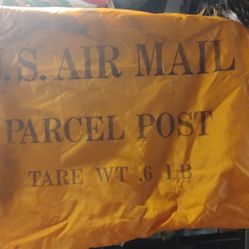 .S. AIR MAIL
PARCEL POST
TARE WT .6 LB